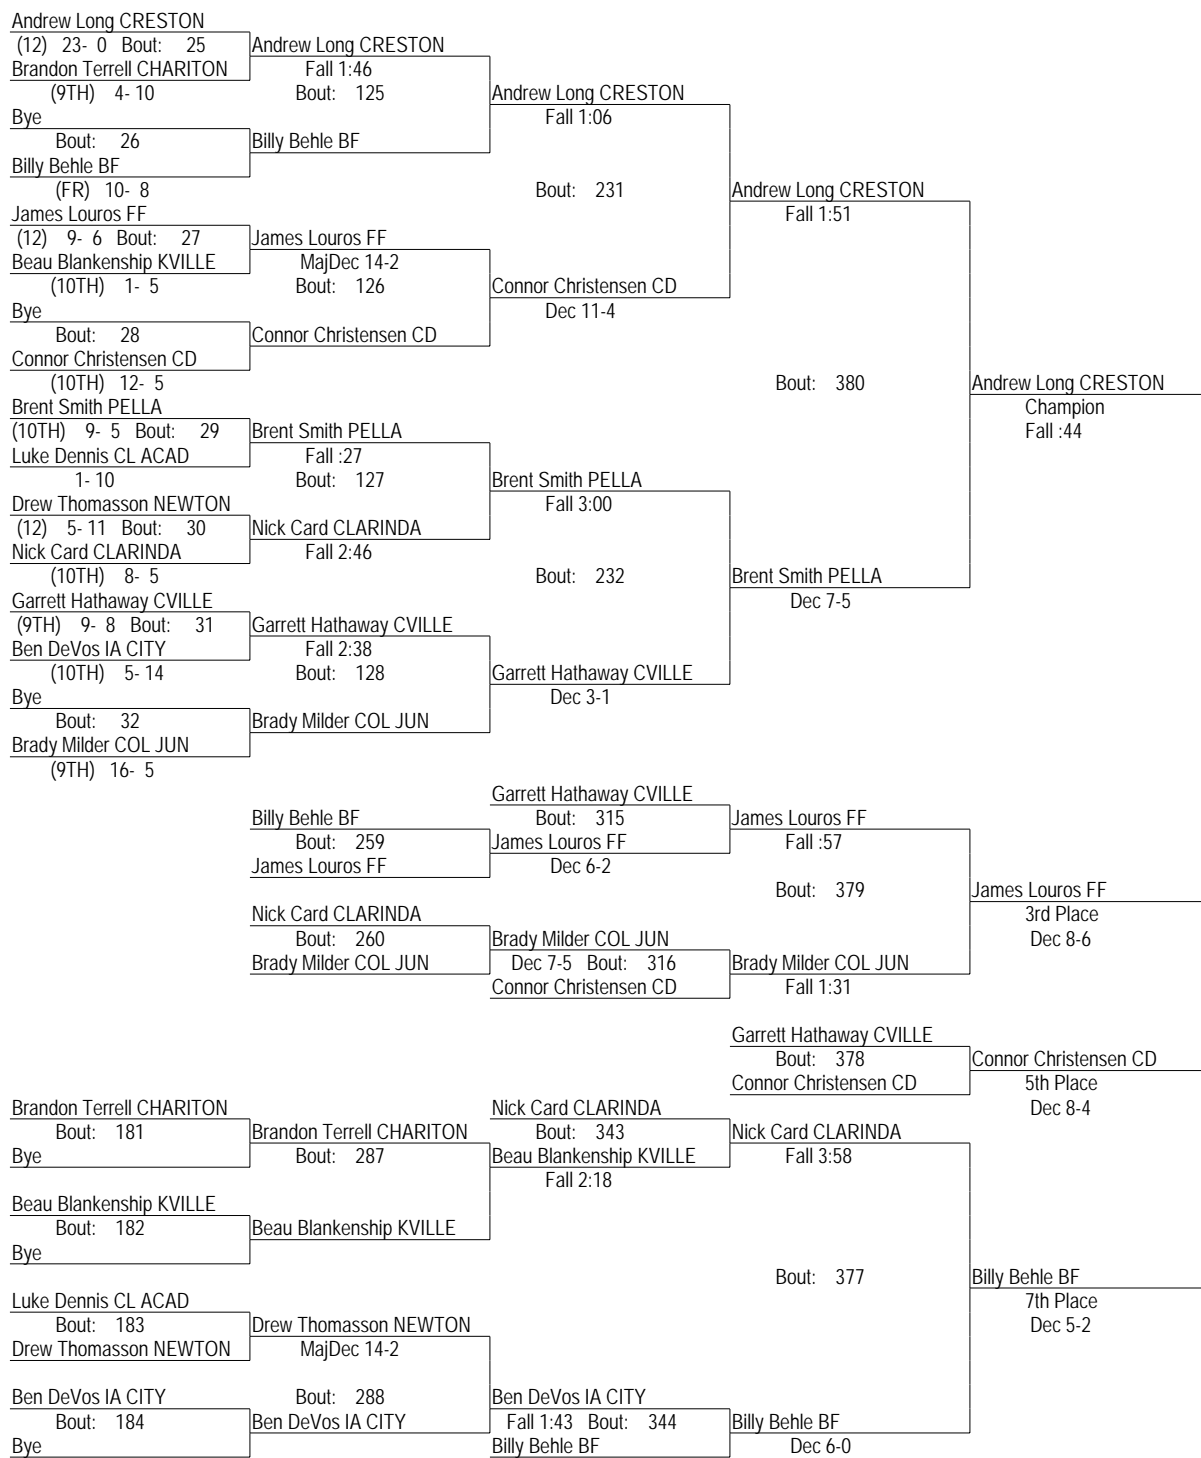 Andrew Long CRESTON
(12) 23- 0 Bout: 25
Andrew Long CRESTON
Brandon Terrell CHARITON
Fall 1:46
(9TH) 4- 10
Bout: 125
Andrew Long CRESTON
Bye
Fall 1:06
Bout: 26
Billy Behle BF
Billy Behle BF
(FR) 10- 8
Bout: 231
Andrew Long CRESTON
James Louros FF
Fall 1:51
(12) 9- 6 Bout: 27
James Louros FF
Beau Blankenship KVILLE
MajDec 14-2
(10TH) 1- 5
Bout: 126
Connor Christensen CD
Bye
Dec 11-4
Bout: 28
Connor Christensen CD
Connor Christensen CD
(10TH) 12- 5
Bout: 380
Andrew Long CRESTON
Brent Smith PELLA
Champion
(10TH) 9- 5 Bout: 29
Brent Smith PELLA
Fall :44
Luke Dennis CL ACAD
Fall :27
1- 10
Bout: 127
Brent Smith PELLA
Drew Thomasson NEWTON
Fall 3:00
(12) 5- 11 Bout: 30
Nick Card CLARINDA
Nick Card CLARINDA
Fall 2:46
(10TH) 8- 5
Bout: 232
Brent Smith PELLA
Garrett Hathaway CVILLE
Dec 7-5
(9TH) 9- 8 Bout: 31
Garrett Hathaway CVILLE
Ben DeVos IA CITY
Fall 2:38
(10TH) 5- 14
Bout: 128
Garrett Hathaway CVILLE
Bye
Dec 3-1
Bout: 32
Brady Milder COL JUN
Brady Milder COL JUN
(9TH) 16- 5
Garrett Hathaway CVILLE
Billy Behle BF
Bout: 315
James Louros FF
Bout: 259
James Louros FF
Fall :57
James Louros FF
Dec 6-2
Bout: 379
James Louros FF
Nick Card CLARINDA
3rd Place
Bout: 260
Brady Milder COL JUN
Dec 8-6
Brady Milder COL JUN
Dec 7-5 Bout: 316
Brady Milder COL JUN
Connor Christensen CD
Fall 1:31
Garrett Hathaway CVILLE
Bout: 378
Connor Christensen CD
Connor Christensen CD
5th Place
Brandon Terrell CHARITON
Nick Card CLARINDA
Dec 8-4
Bout: 181
Brandon Terrell CHARITON
Bout: 343
Nick Card CLARINDA
Bye
Bout: 287
Beau Blankenship KVILLE
Fall 3:58
Fall 2:18
Beau Blankenship KVILLE
Bout: 182
Beau Blankenship KVILLE
Bye
Bout: 377
Billy Behle BF
Luke Dennis CL ACAD
7th Place
Bout: 183
Drew Thomasson NEWTON
Dec 5-2
Drew Thomasson NEWTON
MajDec 14-2
Ben DeVos IA CITY
Bout: 288
Ben DeVos IA CITY
Bout: 184
Ben DeVos IA CITY
Fall 1:43 Bout: 344
Billy Behle BF
Bye
Billy Behle BF
Dec 6-0